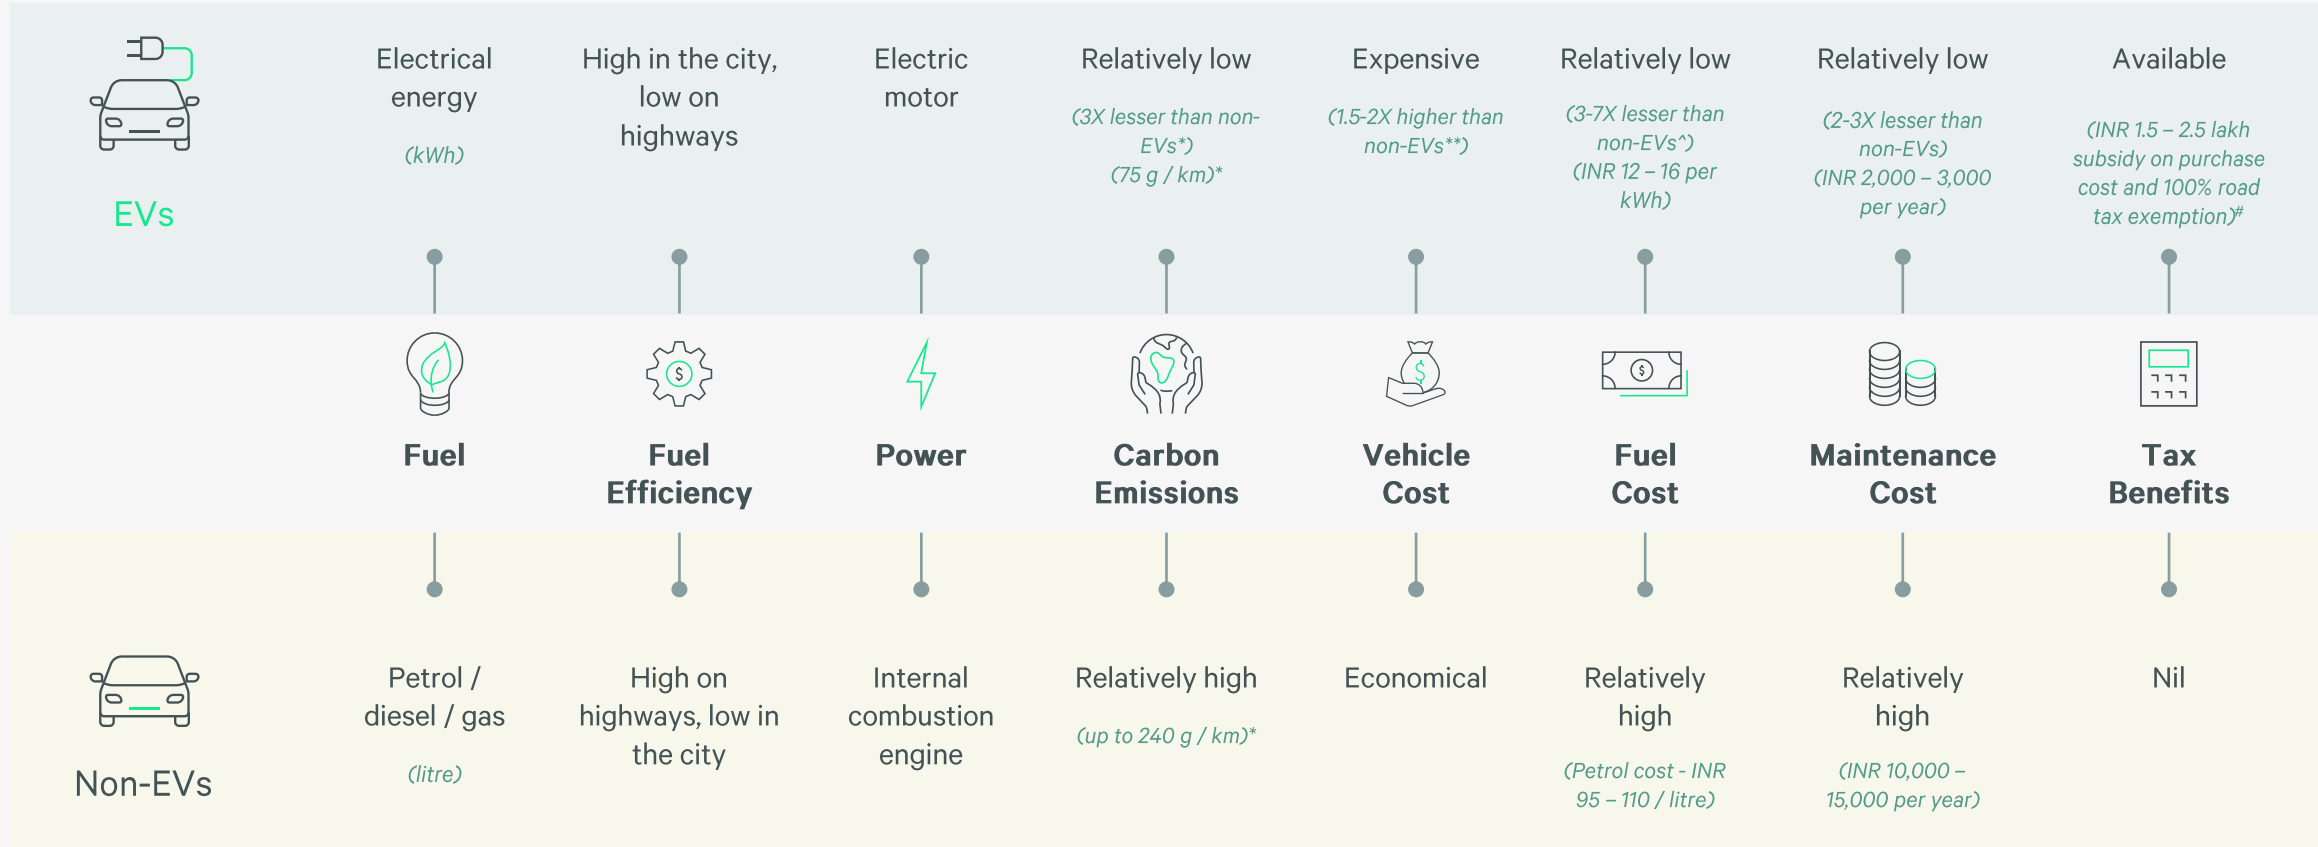 EVs
Electrical
energy
(kWh)
High in the city,
low on
highways
Electric
motor
Relatively low
(3X lesser than non-
EVs*)
(75 g / km)*
Expensive
(1.5-2X higher than
non-EVs**)
Relatively low
(3-7X lesser than
non-EVs^)
(INR 12 – 16 per
kWh)
Relatively low
(2-3X lesser than
non-EVs)
(INR 2,000 – 3,000
per year)
Available
(INR 1.5 – 2.5 lakh
subsidy on purchase
cost and 100% road
tax exemption)#
Fuel
Fuel
Efficiency
Power
Carbon
Emissions
Vehicle
Cost
Fuel
Cost
Maintenance
Cost
Tax
Benefits
Non-EVs
Petrol /
diesel / gas
(litre)
High on
highways, low in
the city
Internal
combustion
engine
Relatively high
(up to 240 g / km)*
Economical
Relatively
high
(Petrol cost - INR
95 – 110 / litre)
Relatively
high
(INR 10,000 –
15,000 per year)
Nil